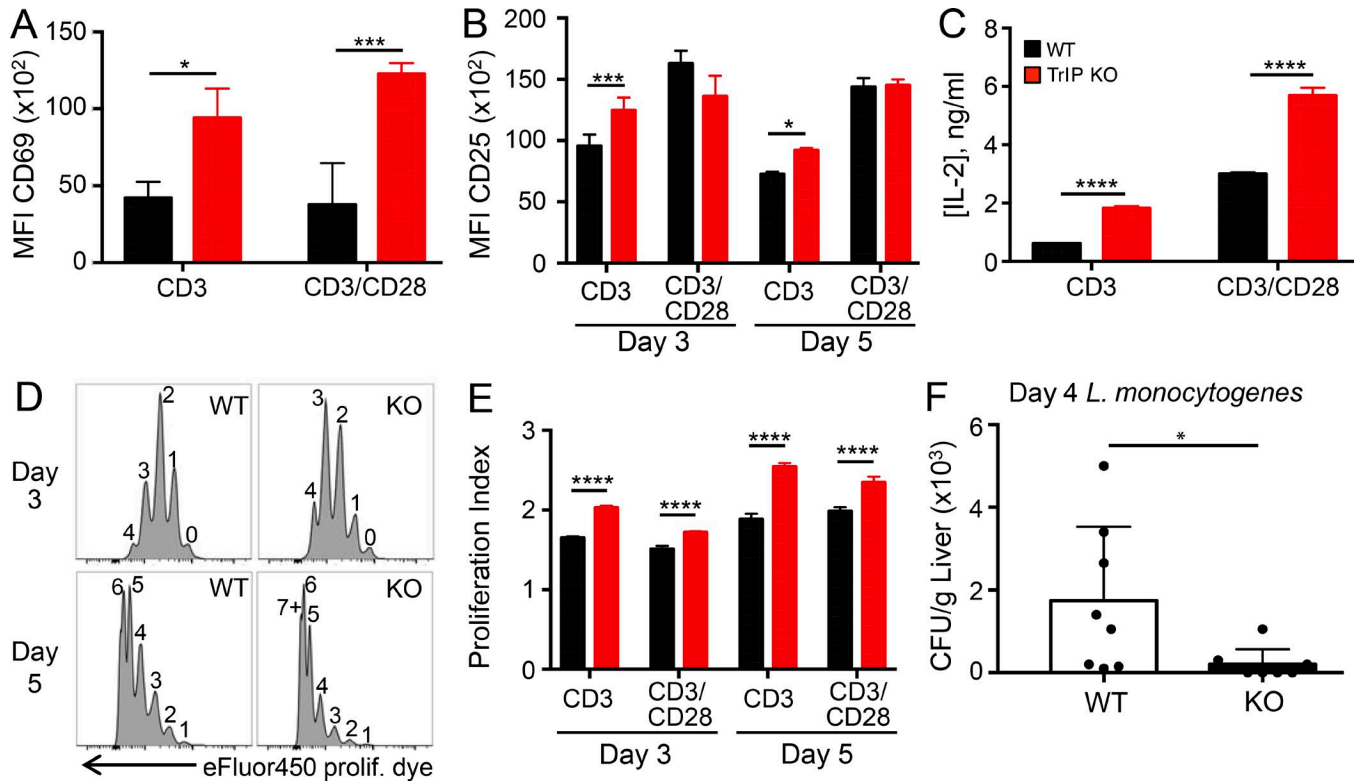 A
MFI CD69 (x10²)
150
100
50
0
*
***
CD3
CD3/CD28
B
MFI CD25 (x10²)
200
150
100
50
0
***
*
CD3
CD3/
CD28
CD3
CD3/
CD28
Day 3
Day 5
C
[IL-2], ng/ml
8
6
4
2
0
WT
TrIP KO
****
****
CD3
CD3/CD28
D
Day
3
WT
4
3
2
1
0
KO
4
3
2
1
0
Day
5
WT
6
5
4
3
2
1
KO
7+
6
5
4
3
2
1
eFluor450 prolif. dye
E
Proliferation Index
3
2
1
0
****
****
****
****
CD3
CD3/
CD28
CD3
CD3/
CD28
Day 3
Day 5
F
Day 4 L. monocytogenes
CFU/g Liver (x10³)
6
4
2
0
*
WT
KO